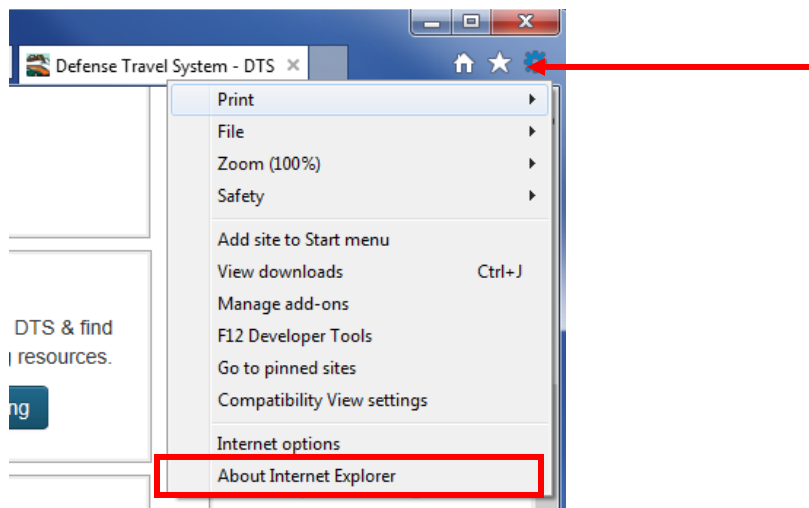 Defense Travel System - DTS
Print
File
Zoom (100%)
Safety
Add site to Start menu
View downloads Ctrl+J
Manage add-ons
DTS & find
F12 Developer Tools
resources.
Go to pinned sites
Compatibility View settings
ng
Internet options
About Internet Explorer